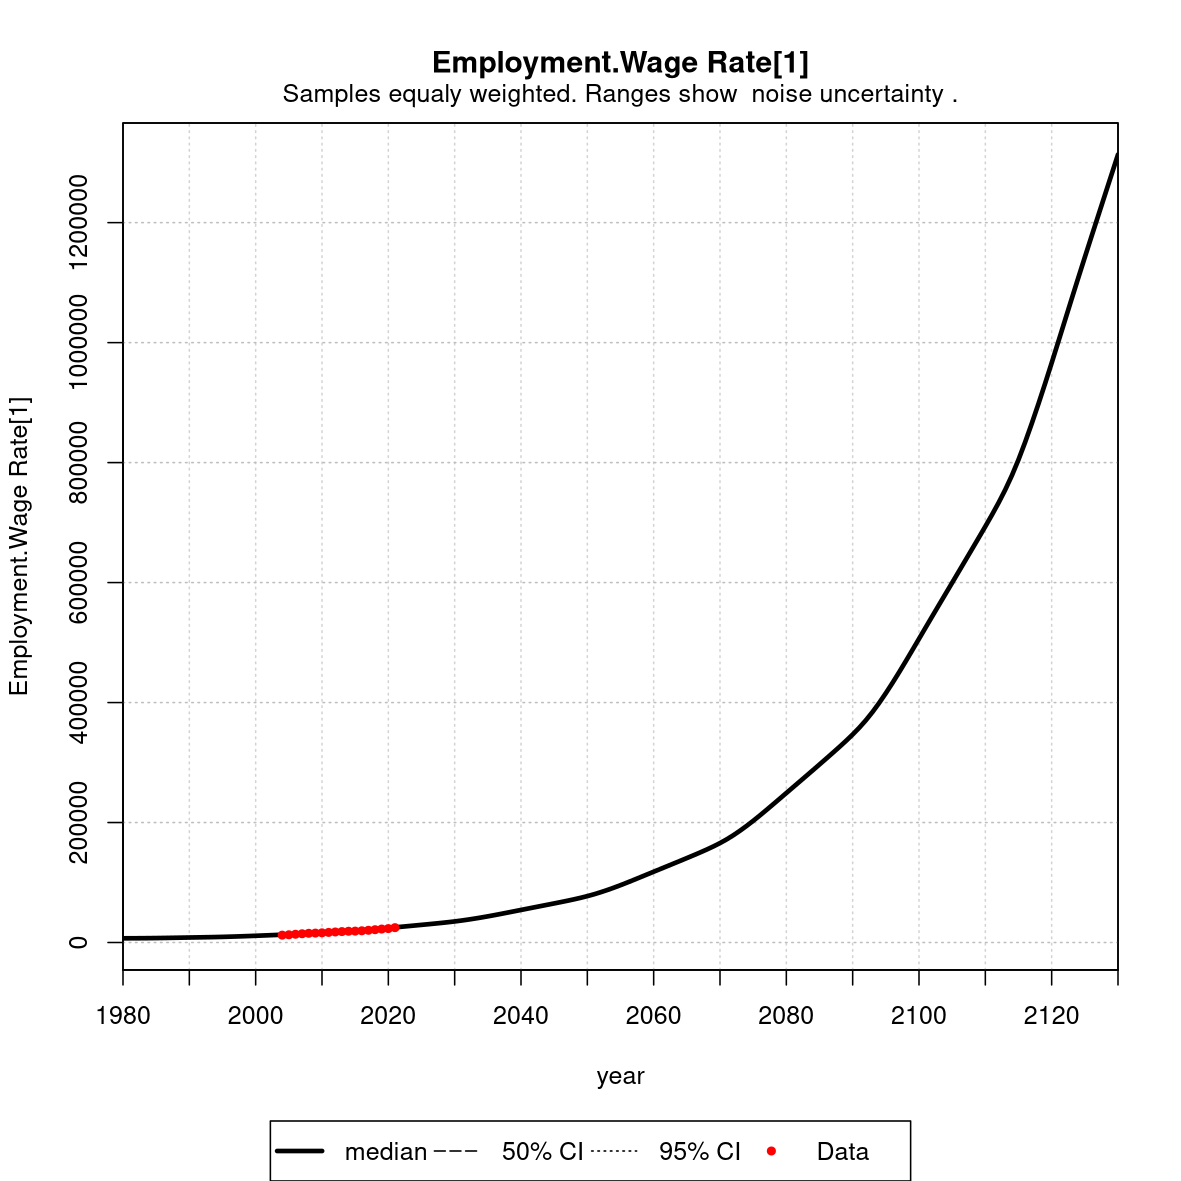 Employment.Wage Rate[1]
Samples equaly weighted. Ranges show  noise uncertainty .
Employment.Wage Rate[1]
1200000
1000000
800000
600000
400000
200000
0
1980 2000 2020 2040 2060 2080 2100 2120
year
median 50% CI 95% CI Data